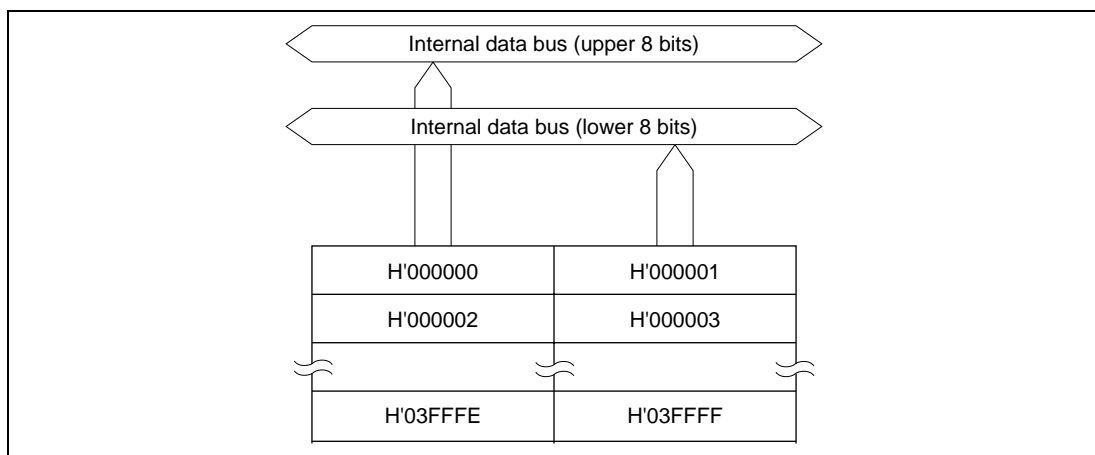 Internal data bus (upper 8 bits)
Internal data bus (lower 8 bits)
H'000000 H'000001
H'000002 H'000003
H'03FFFE H'03FFFF